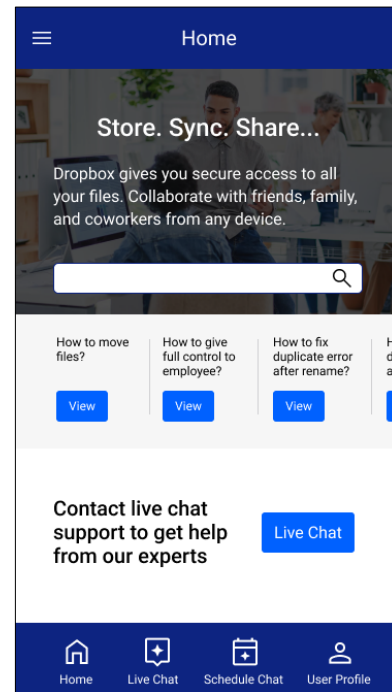 Home
Store. Sync. Share...
Dropbox gives you secure access to all
your files. Collaborate with friends, family,
and coworkers from any device.
How to move
files?
View
How to give
full control to
employee?
View
How to fix
duplicate error
after rename?
View
Contact live chat
support to get help
from our experts
Live Chat
Home
Live Chat
Schedule Chat
User Profile